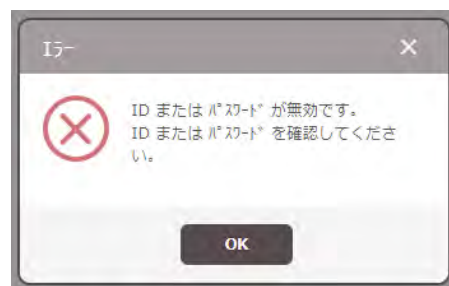 ｴﾗー
×
ID または ﾊﾟｽﾜｰﾄﾞ が無効です。
ID または ﾊﾟｽﾜｰﾄﾞ を確認してくださ
い。
OK